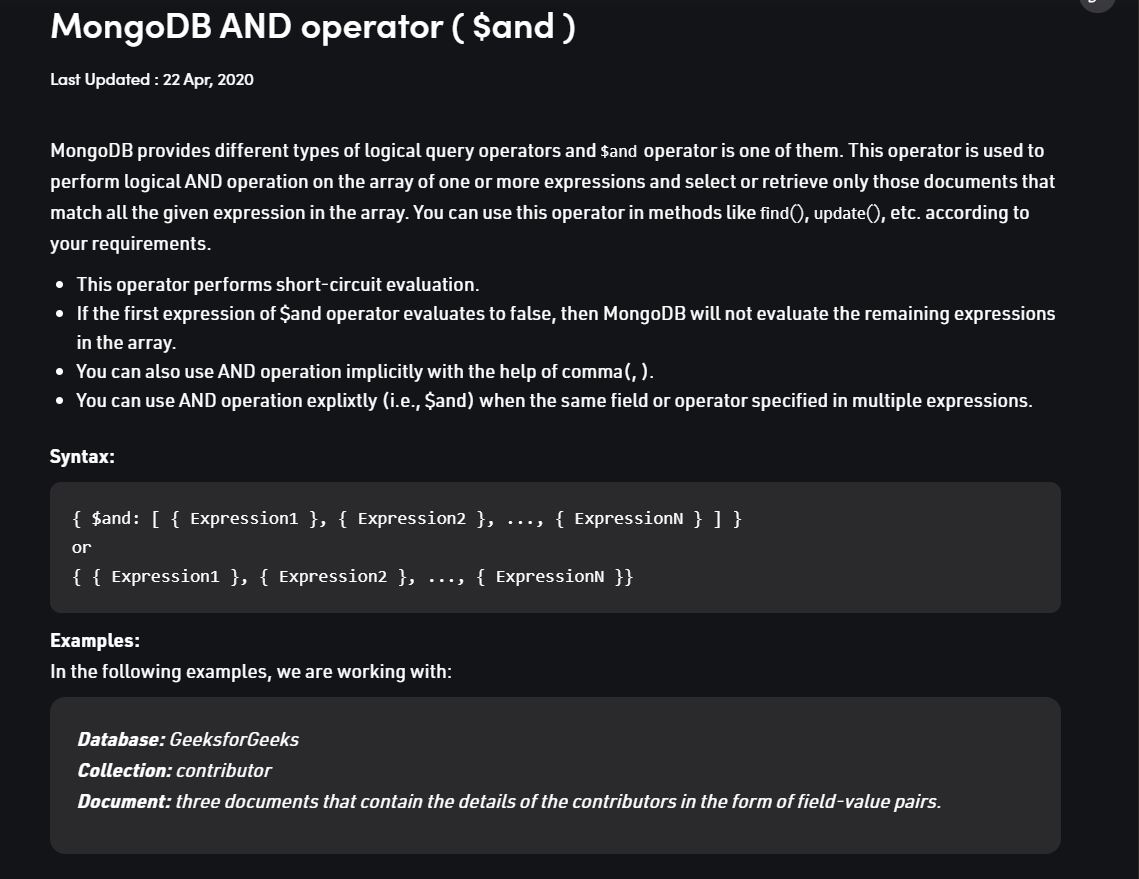 MongoDB AND operator ( $and )
Last Updated : 22 Apr, 2020
MongoDB provides different types of logical query operators and $and operator is one of them. This operator is used to
perform logical AND operation on the array of one or more expressions and select or retrieve only those documents that
match all the given expression in the array. You can use this operator in methods like find(), update(), etc. according to
your requirements.
• This operator performs short-circuit evaluation.
• If the first expression of $and operator evaluates to false, then MongoDB will not evaluate the remaining expressions
in the array.
• You can also use AND operation implicitly with the help of comma(, ).
• You can use AND operation explixtly (i.e., $and) when the same field or operator specified in multiple expressions.
Syntax:
{ $and: [ { Expression1 }, { Expression2 }, ..., { ExpressionN } ] }
or
{ { Expression1 }, { Expression2 }, ..., { ExpressionN }}
Examples:
In the following examples, we are working with:
Database: GeeksforGeeks
Collection: contributor
Document: three documents that contain the details of the contributors in the form of field-value pairs.